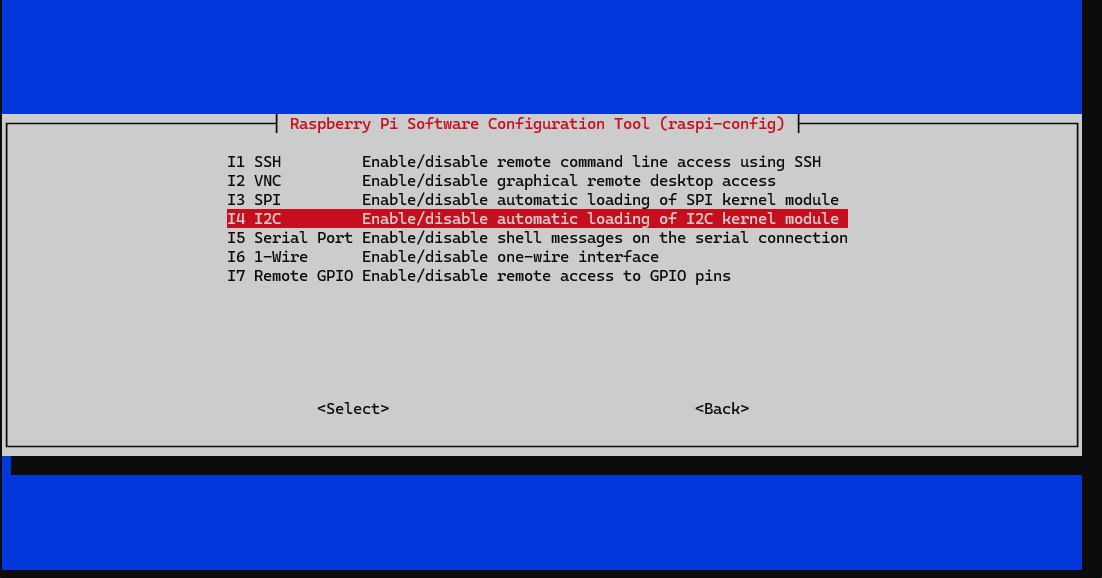 Raspberry Pi Software Configuration Tool (raspi-config)
I1 SSH Enable/disable remote command line access using SSH
I2 VNC Enable/disable graphical remote desktop access
I3 SPI Enable/disable automatic loading of SPI kernel module
I4 I2C Enable/disable automatic loading of I2C kernel module
I5 Serial Port Enable/disable shell messages on the serial connection
I6 1-Wire Enable/disable one-wire interface
I7 Remote GPIO Enable/disable remote access to GPIO pins
<Select> <Back>